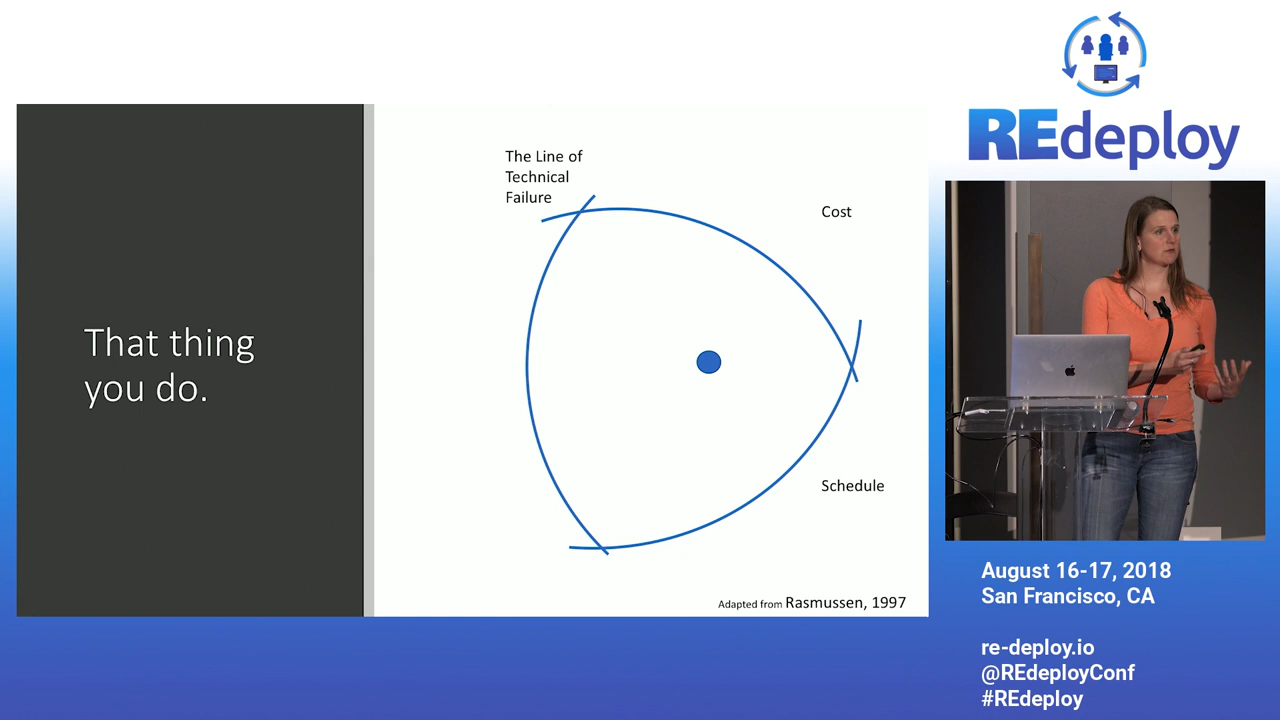 That thing
you do.
The Line of
Technical
Failure
Cost
Schedule
Adapted from Rasmussen, 1997
REdeploy
August 16-17, 2018
San Francisco, CA
re-deploy.io
@REdeployConf
#REdeploy